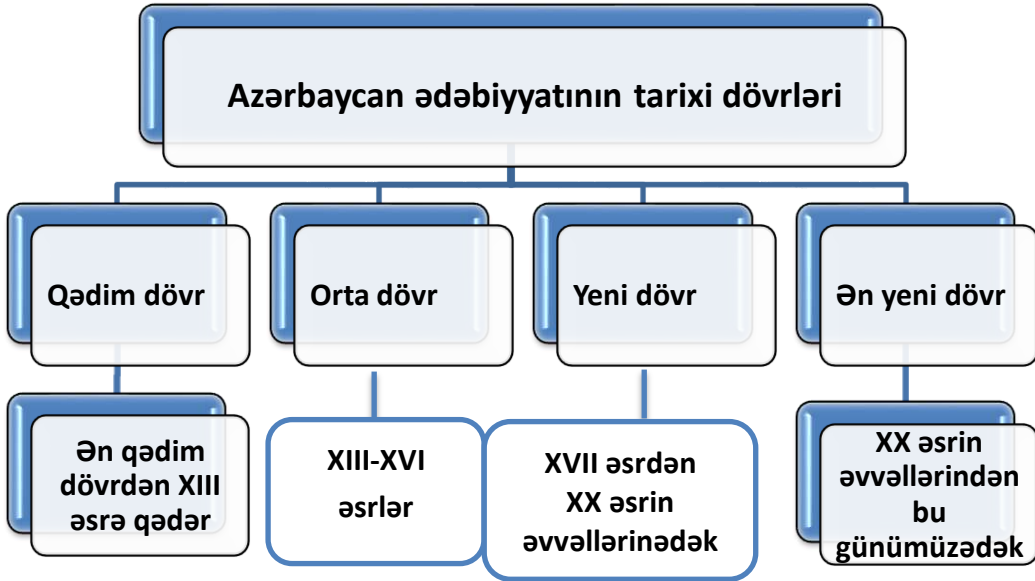 Azərbaycan ədəbiyyatının tarixi dövrləri
Qədim dövr
Orta dövr
Yeni dövr
Ən yeni dövr
Ən qədim
dövrdən XIII
əsrə qədər
XIII-XVI
əsrlər
XVII əsrdən
XX əsrin
əvvəllərinədək
XX əsrin
əvvəllərindən
bu
günümüzədək